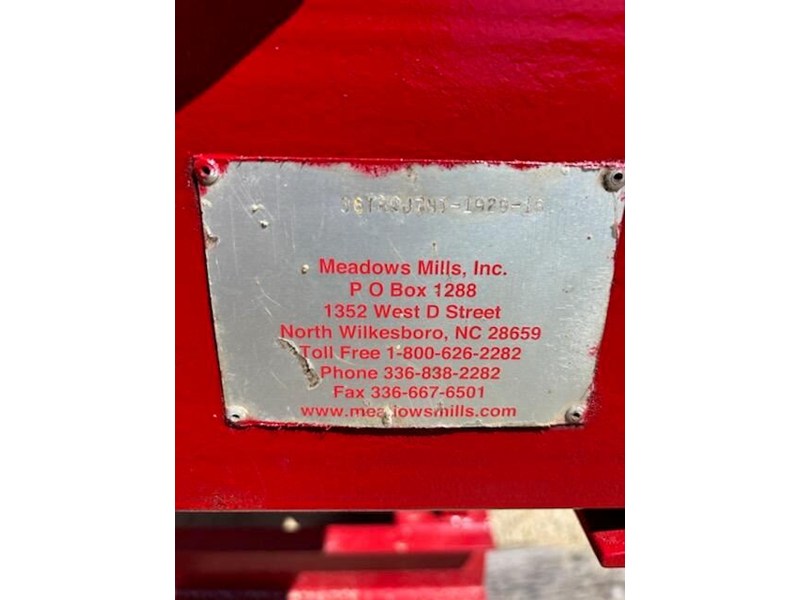 Meadows Mills, Inc.
P O Box 1288
1352 West D Street
North Wilkesboro, NC 28659
Toll Free 1-800-626-2282
Phone 336-838-2282
Fax 336-667-6501
www.meadowsmills.com